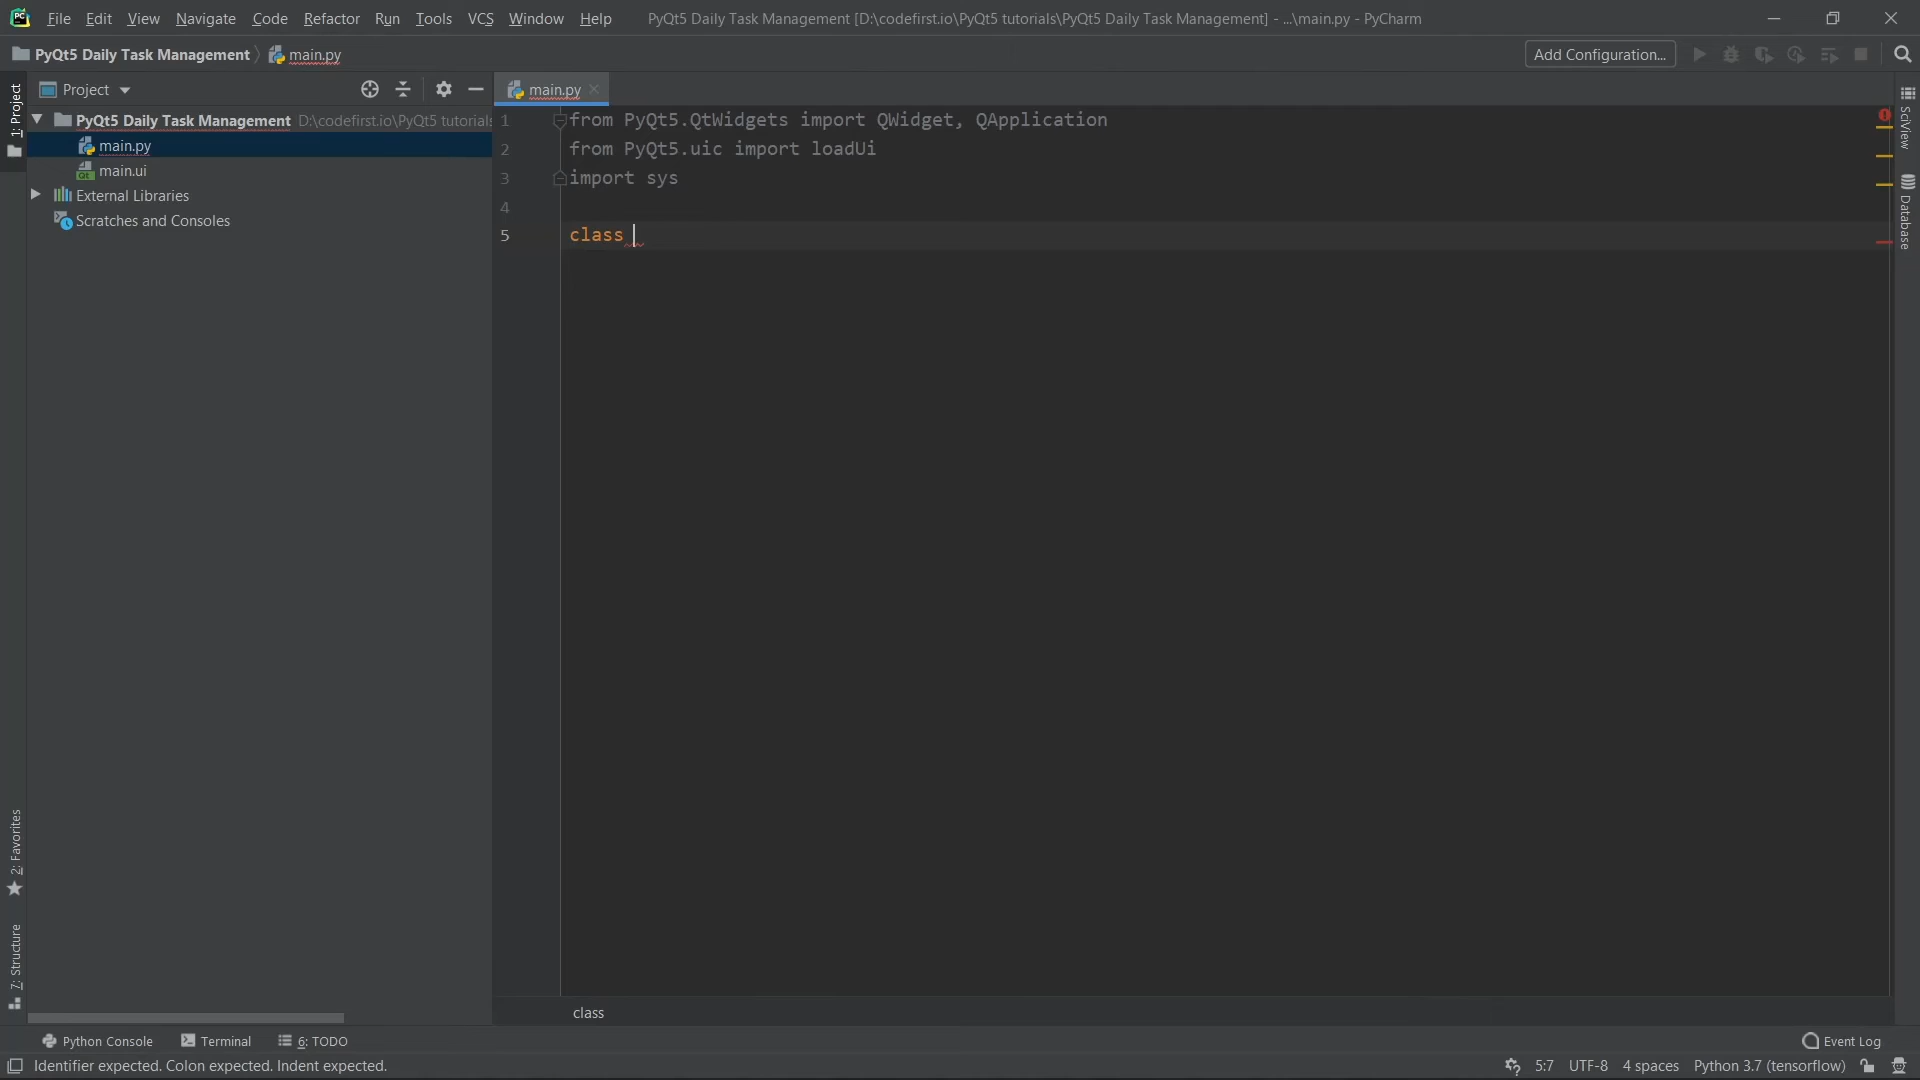 File Edit View Navigate Code Refactor Run Tools VCS Window Help PyQt5 Daily Task Management [D:\codefirst.io\PyQt5 tutorials\PyQt5 Daily Task Management] - ...\main.py - PyCharm
PyQt5 Daily Task Management main.py Add Configuration...
Project
main.py
PyQt5 Daily Task Management D:\codefirst.io\PyQt5 tutorials
main.py
main.ui
External Libraries
Scratches and Consoles
1 from PyQt5.QtWidgets import QWidget, QApplication
2 from PyQt5.uic import loadUi
3 import sys
4
5 class
class
1: Project
2: Favorites
7: Structure
SciView
Database
Python Console Terminal 6: TODO Event Log
Identifier expected. Colon expected. Indent expected. 5:7 UTF-8 4 spaces Python 3.7 (tensorflow)